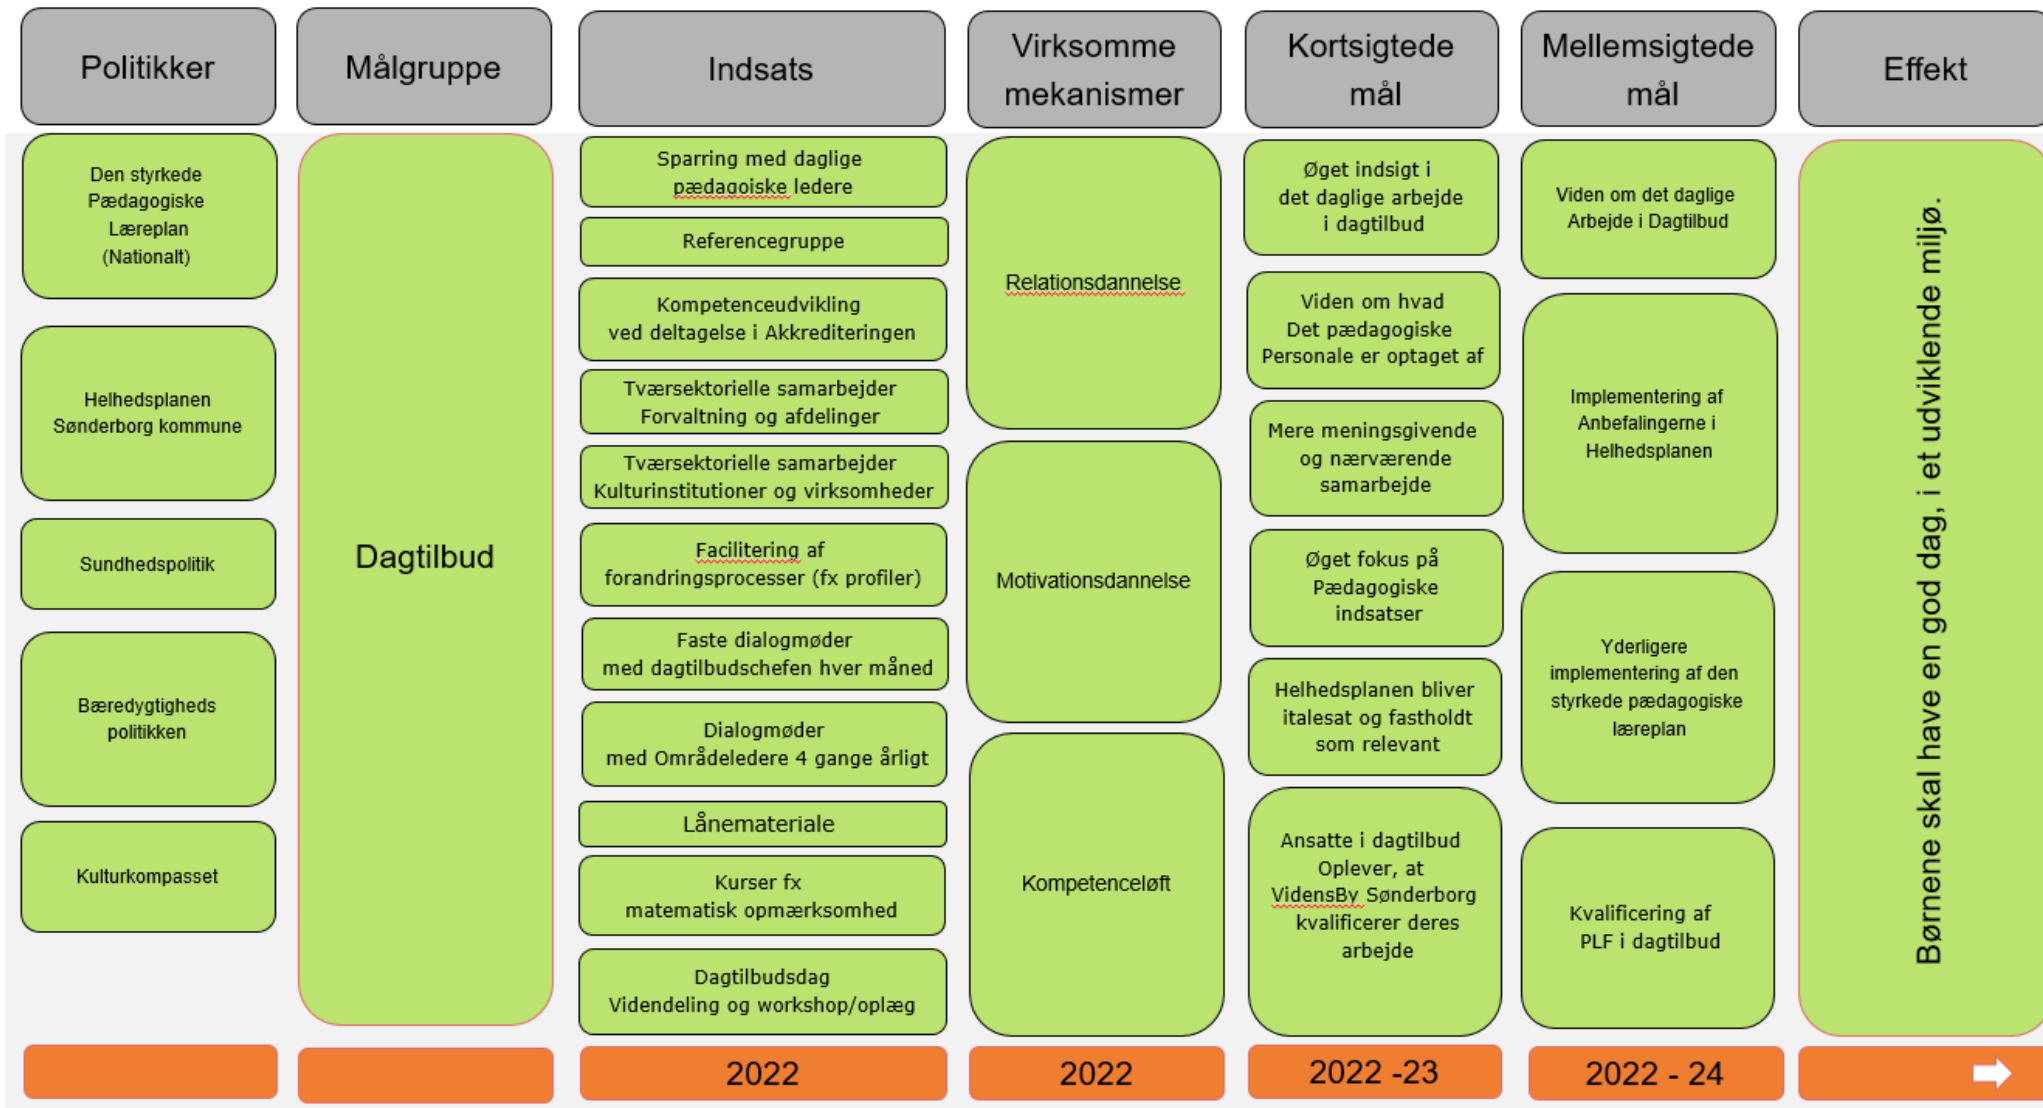 Politikker
Målgruppe
Indsats
Virksomme
mekanismer
Kortsigtede
mål
Mellemsigtede
mål
Effekt
Den styrkede
Pædagogiske
Læreplan
(Nationalt)
Helhedsplanen
Sønderborg kommune
Sundhedspolitik
Bæredygtigheds
politikken
Kulturkompasset
Dagtilbud
Sparring med daglige
pædagoiske ledere
Referencegruppe
Kompetenceudvikling
ved deltagelse i Akkrediteringen
Tværsektorielle samarbejder
Forvaltning og afdelinger
Tværsektorielle samarbejder
Kulturinstitutioner og virksomheder
Facilitering af
forandringsprocesser (fx profiler)
Faste dialogmøder
med dagtilbudschefen hver måned
Dialogmøder
med Områdeledere 4 gange årligt
Lånemateriale
Kurser fx
matematisk opmærksomhed
Dagtilbudsdag
Videndeling og workshop/oplæg
Relationsdannelse
Motivationsdannelse
Kompetenceløft
Øget indsigt i
det daglige arbejde
i dagtilbud
Viden om hvad
Det pædagogiske
Personale er optaget af
Mere meningsgivende
og nærværende
samarbejde
Øget fokus på
Pædagogiske
indsatser
Helhedsplanen bliver
italesat og fastholdt
som relevant
Ansatte i dagtilbud
Oplever, at
VidensBy Sønderborg
kvalificerer deres
arbejde
Viden om det daglige
Arbejde i Dagtilbud
Implementering af
Anbefalingerne i
Helhedsplanen
Yderligere
implementering af den
styrkede pædagogiske
læreplan
Kvalificering af
PLF i dagtilbud
Børnene skal have en god dag, i et udviklende miljø.
2022
2022
2022 -23
2022 - 24